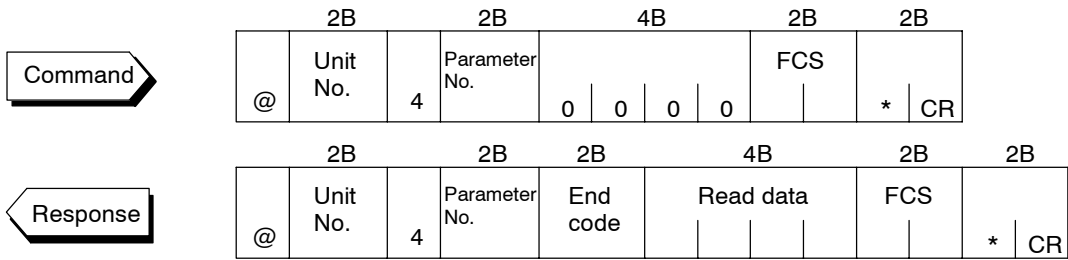 2B 2B 4B 2B 2B
Command
@ Unit No. 4 Parameter No. 0 0 0 0 FCS * CR
2B 2B 2B 4B 2B 2B
Response
@ Unit No. 4 Parameter No. End code Read data FCS * CR